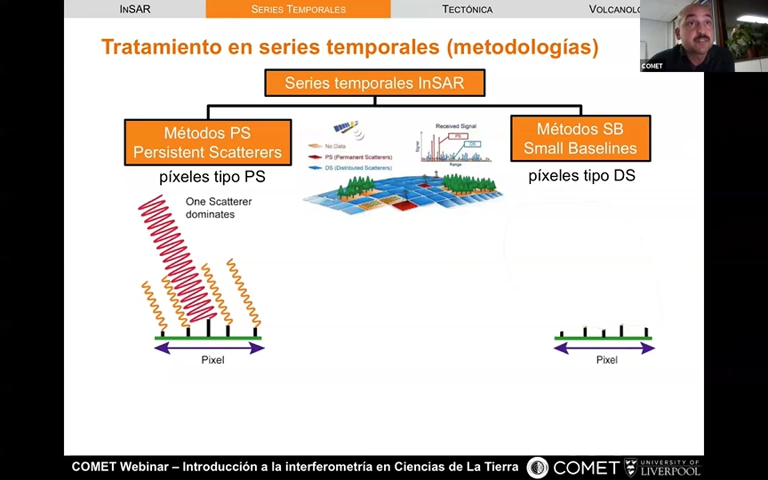 InSAR
SERIES TEMPORALES
TECTÓNICA
VOLCANOLO
COMET
Tratamiento en series temporales (metodologías)
Series temporales InSAR
Métodos PS
Persistent Scatterers
píxeles tipo PS
Métodos SB
Small Baselines
píxeles tipo DS
Received Signal
Signal
PS
DS
Range
No Data
PS (Permanent Scatterers)
DS (Distributed Scatterers)
One Scatterer
dominates
Pixel
Pixel
COMET Webinar – Introducción a la interferometría en Ciencias de La Tierra
COMET
UNIVERSITY OF
LIVERPOOL